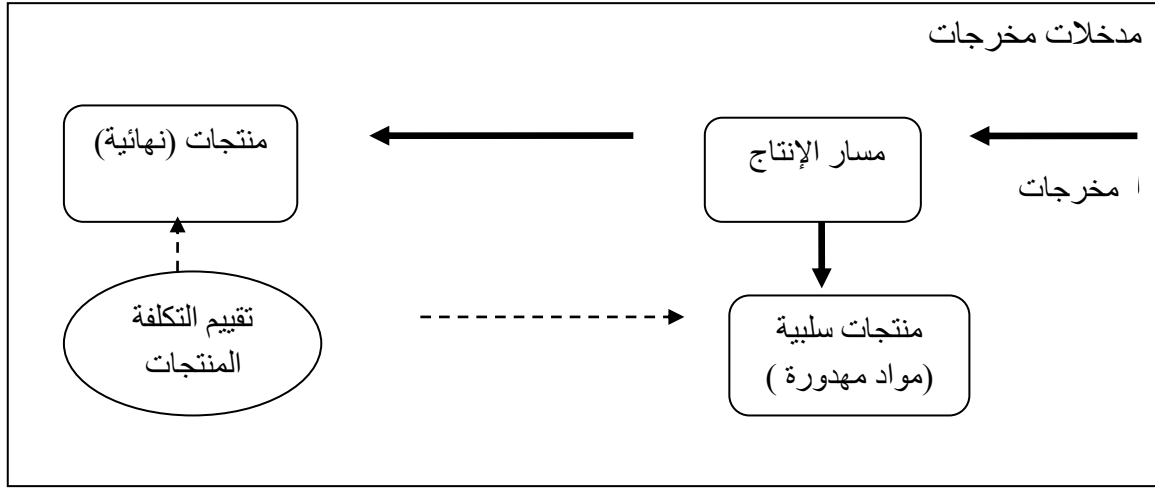 مدخلات مخرجات
منتجات (نهائية)
مسار الإنتاج
مخرجات
تقييم التكلفة
المنتجات
منتجات سلبية
(مواد مهدورة )